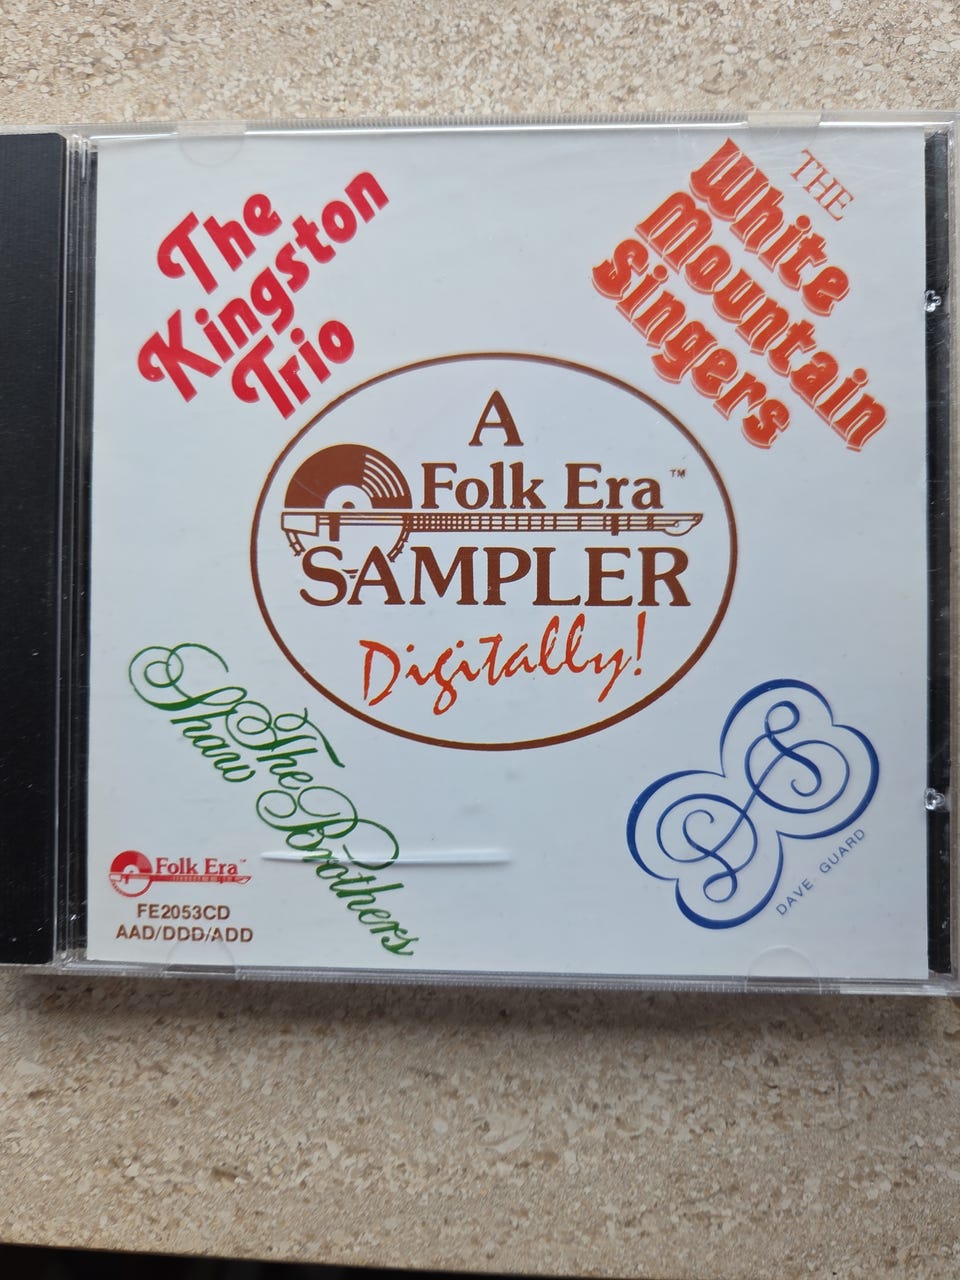 The
Kingston
Trio
THE
White
Mountain
Singers
A
Folk Era™
SAMPLER
Digitally!
The Brothers
Shaw
DAVE GUARD
Folk Era™
FE2053CD
AAD/DDD/ADD